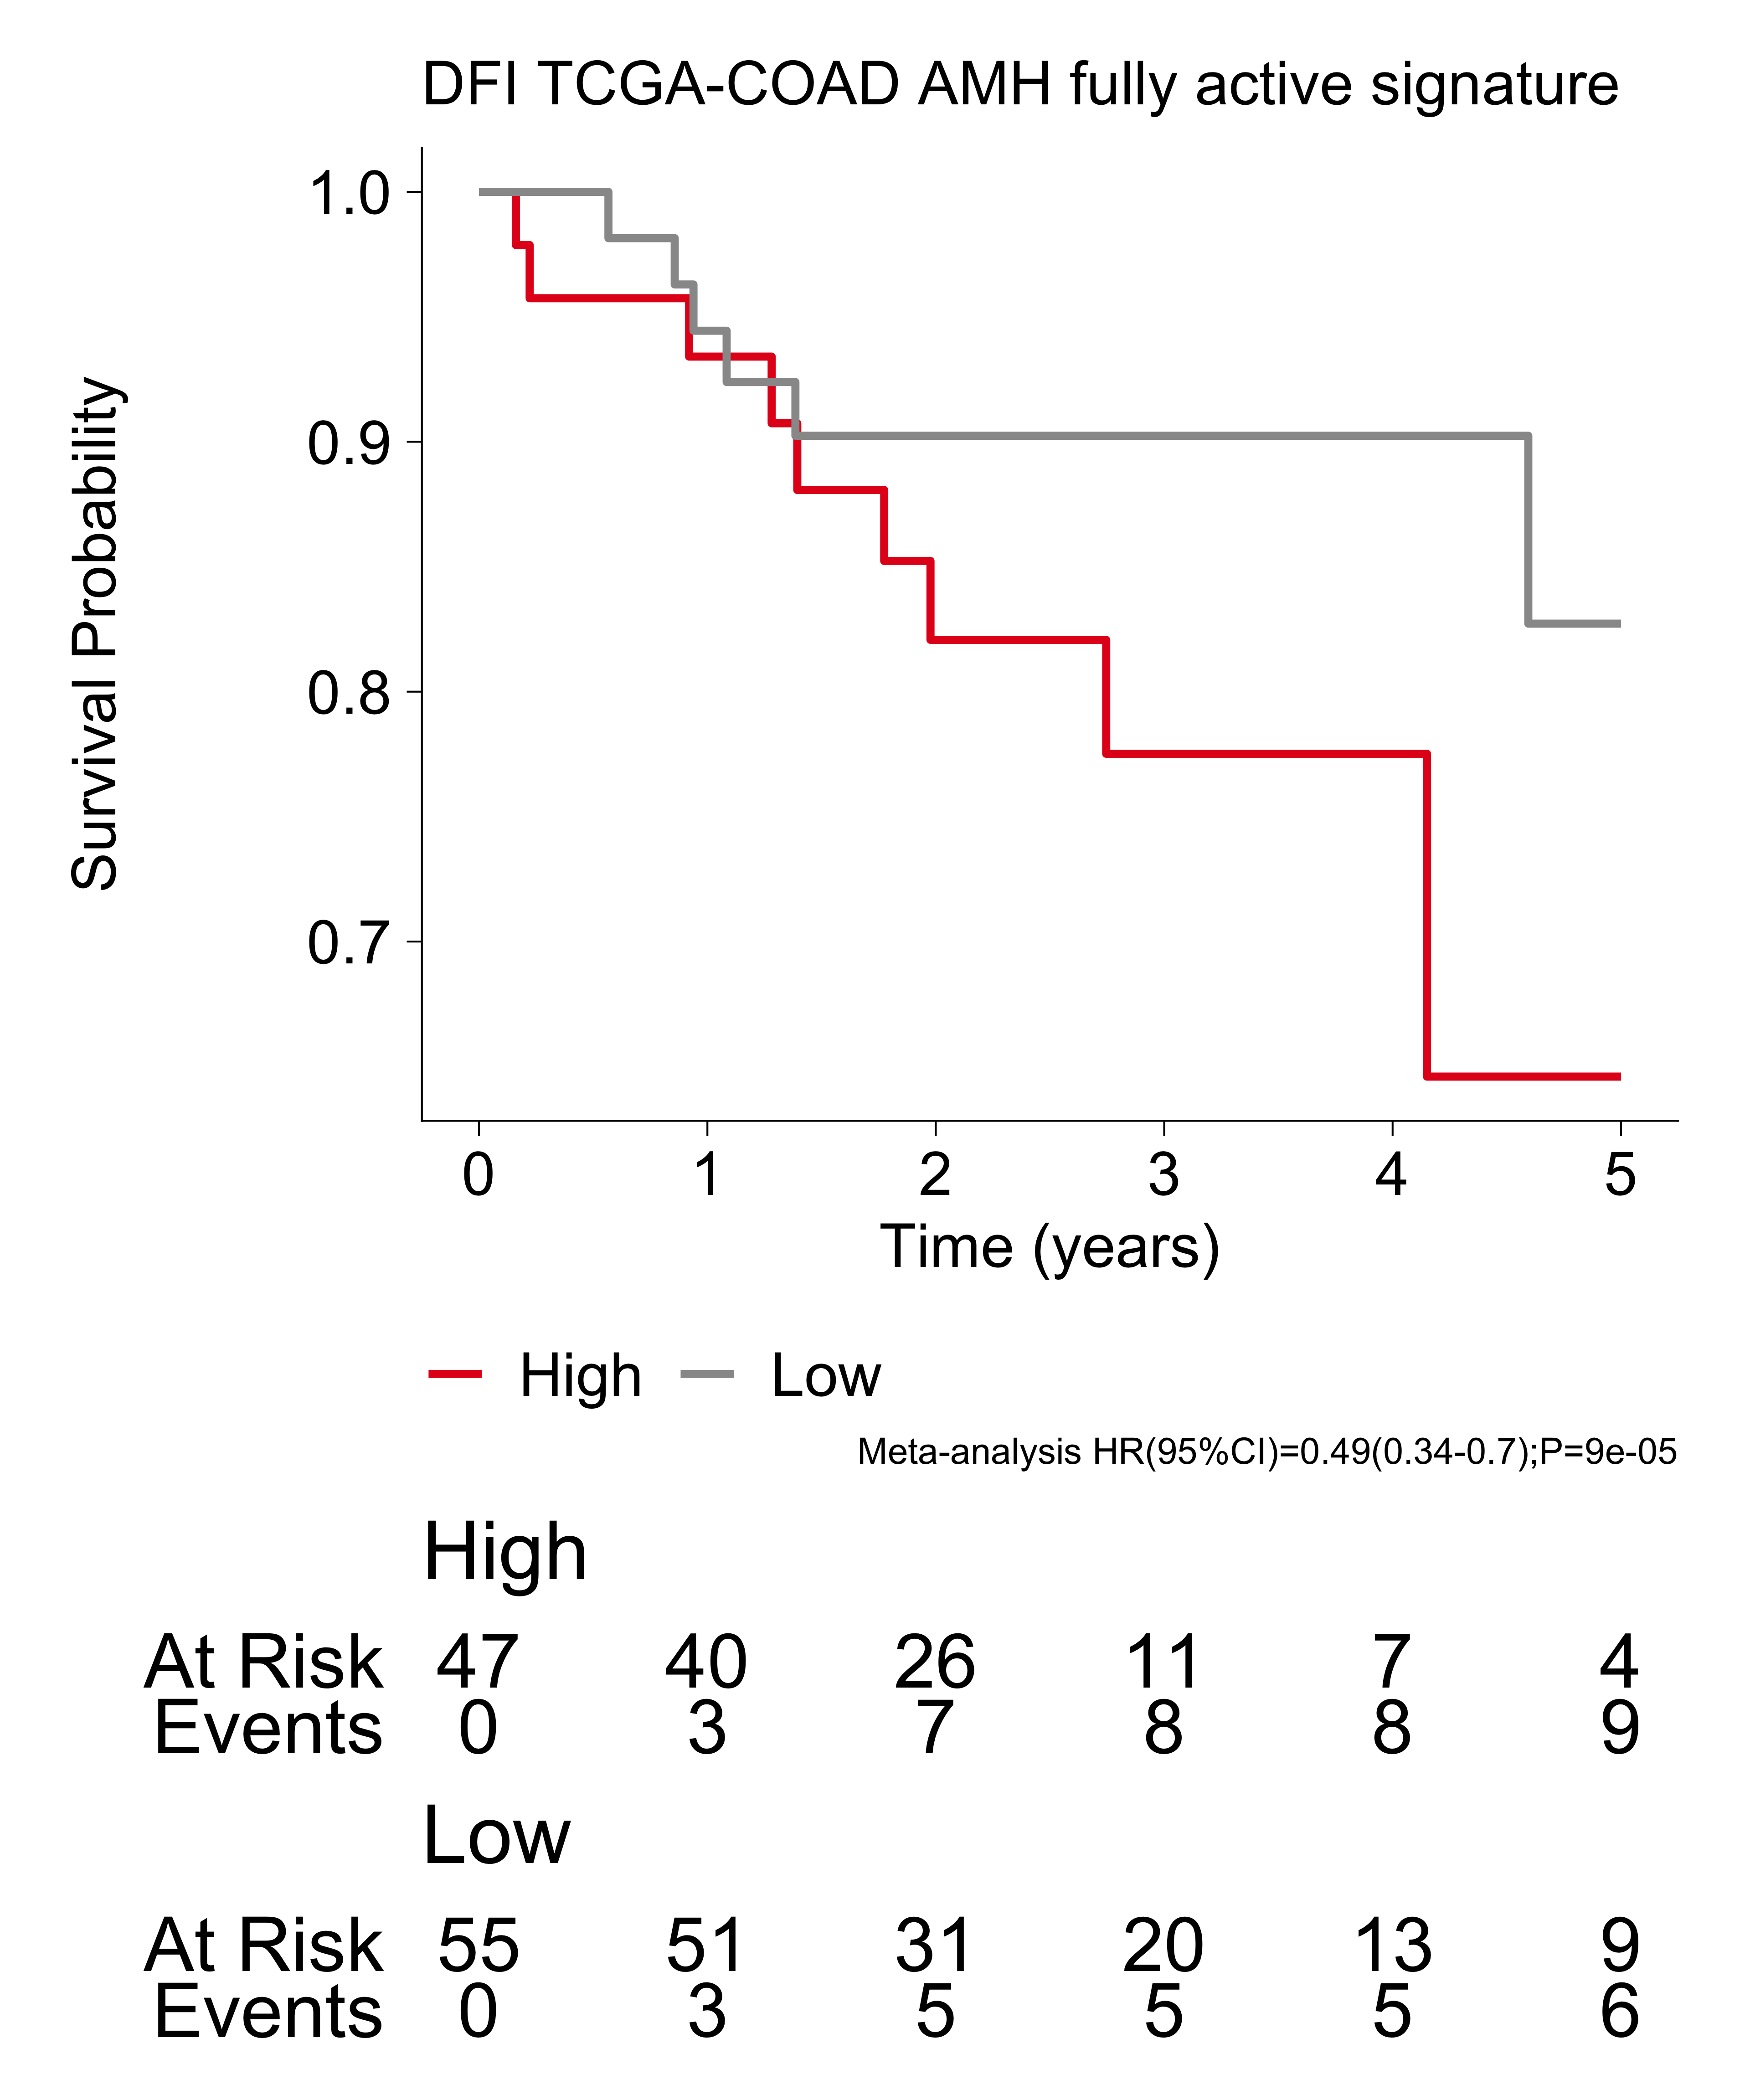 DFI TCGA-COAD AMH fully active signature
1.0
0.9
0.8
0.7
Survival Probability
0 1 2 3 4 5
Time (years)
High Low
Meta-analysis HR(95%CI)=0.49(0.34-0.7);P=9e-05
High
At Risk 47 40 26 11 7 4
Events 0 3 7 8 8 9
Low
At Risk 55 51 31 20 13 9
Events 0 3 5 5 5 6